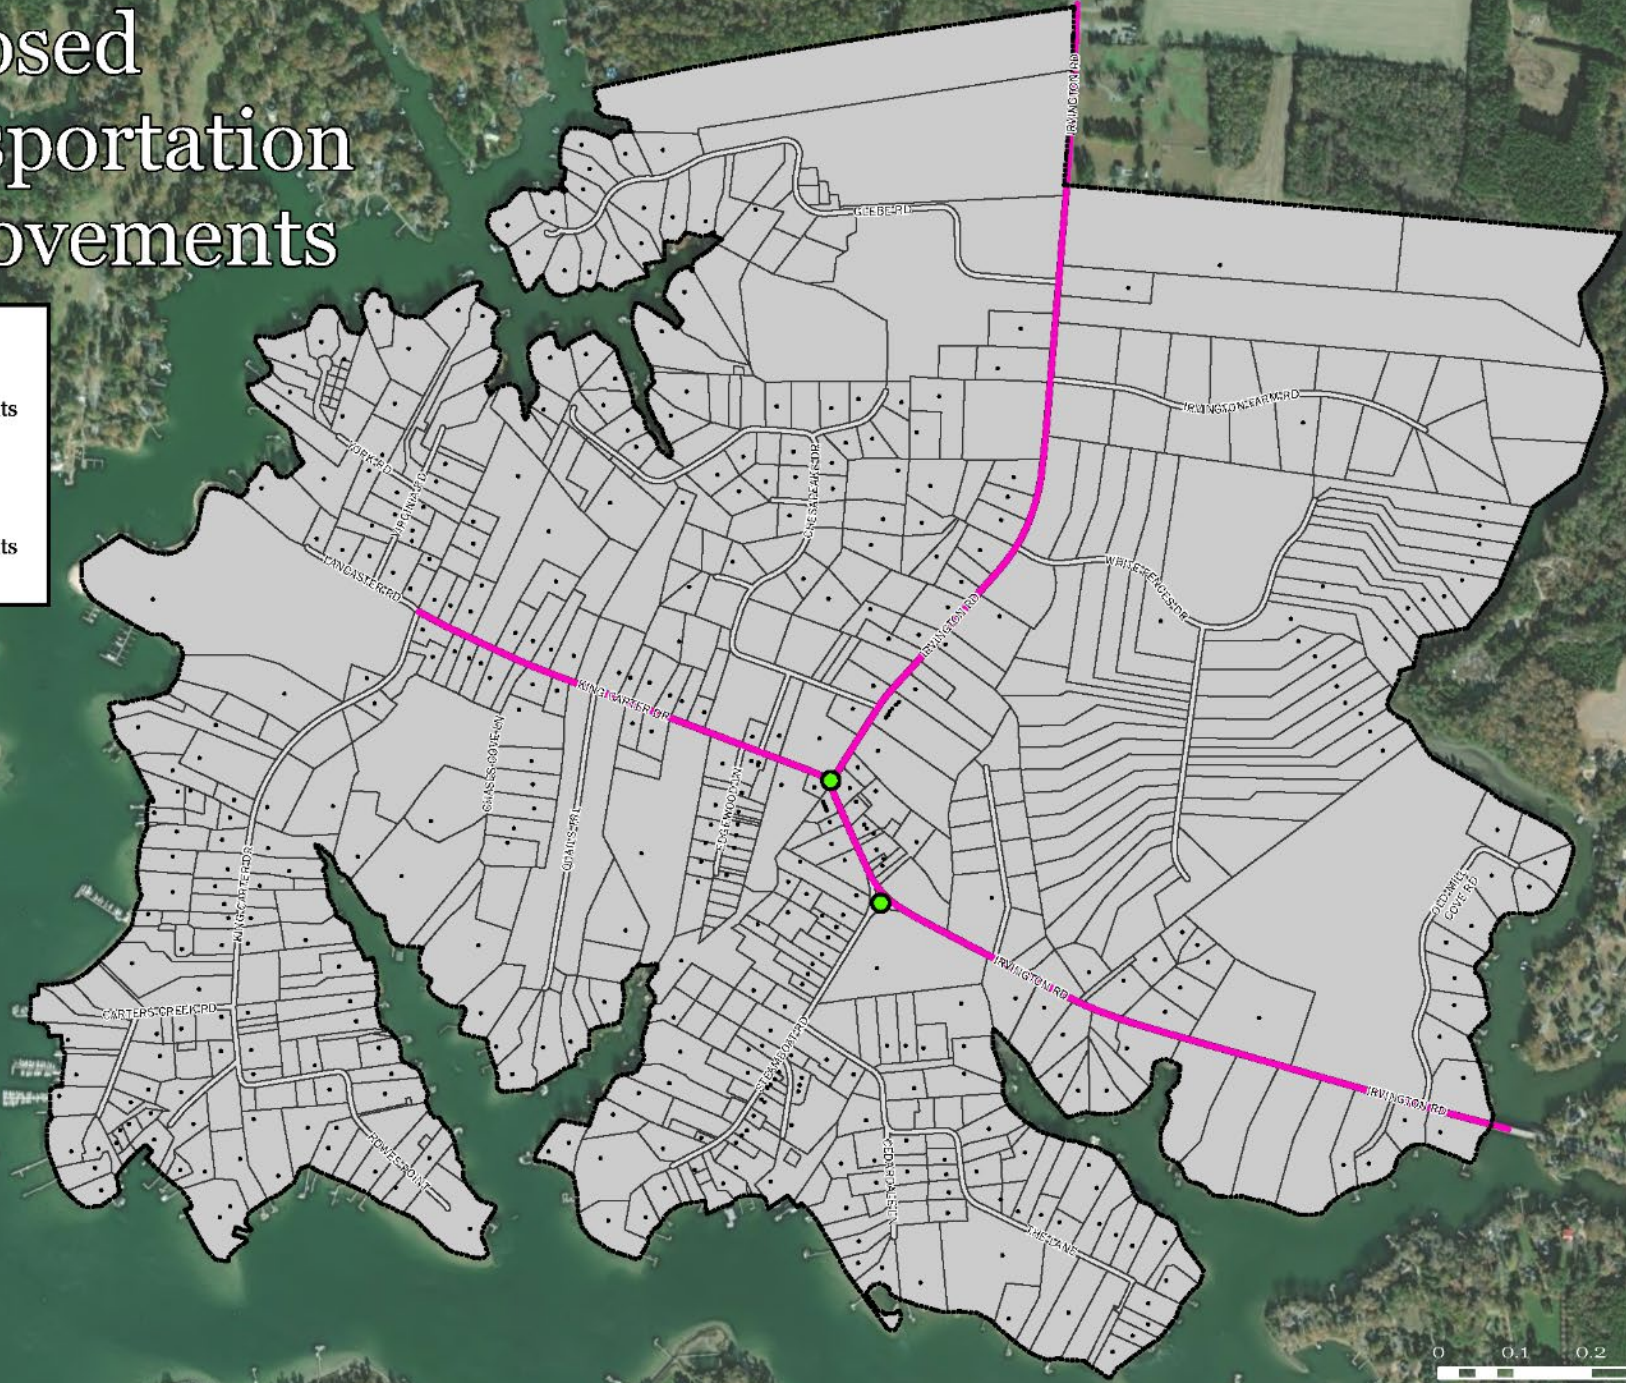 osed
sportation
ovements
ts
ts
IRVINGTON RD
GLEBE RD
IRVINGTON FARM RD
YORK RD
VIRGINIA RD
CHESAPEAKE DR
LANCASTER RD
WHITE FENCES DR
IRVINGTON RD
KING CARTER DR
CHASES COVE LN
EDGEWOOD LN
QUAILS TRL
KING CARTER DR
OLD MILL
COVE RD
IRVINGTON RD
CARTERS CREEK RD
STEAMBOAT RD
IRVINGTON RD
ROWES POINT
THE LANE
0 0.1 0.2